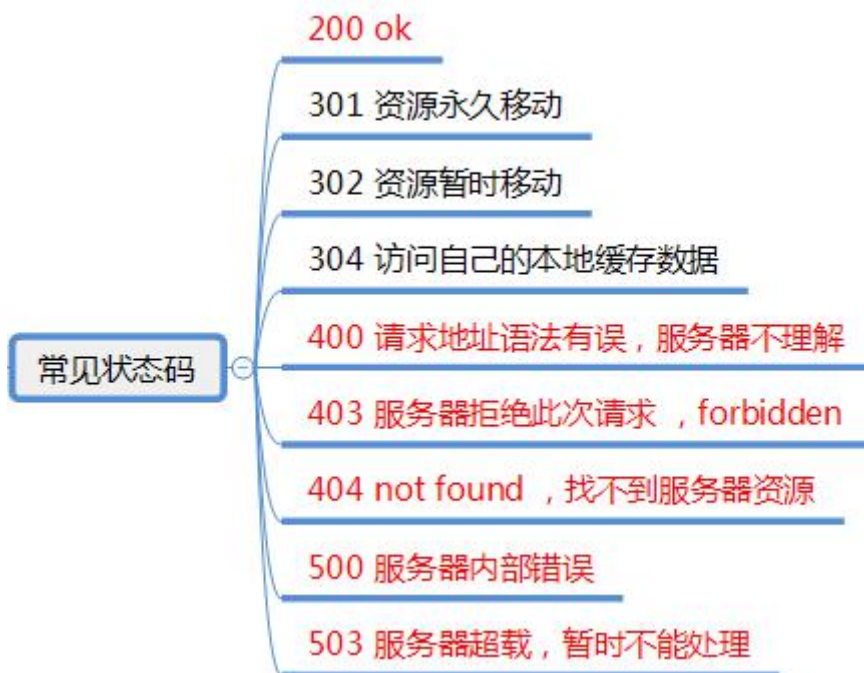 200 ok
301 资源永久移动
302 资源暂时移动
304 访问自己的本地缓存数据
常见状态码
400 请求地址语法有误，服务器不理解
403 服务器拒绝此次请求 ，forbidden
404 not found ，找不到服务器资源
500 服务器内部错误
503 服务器超载，暂时不能处理